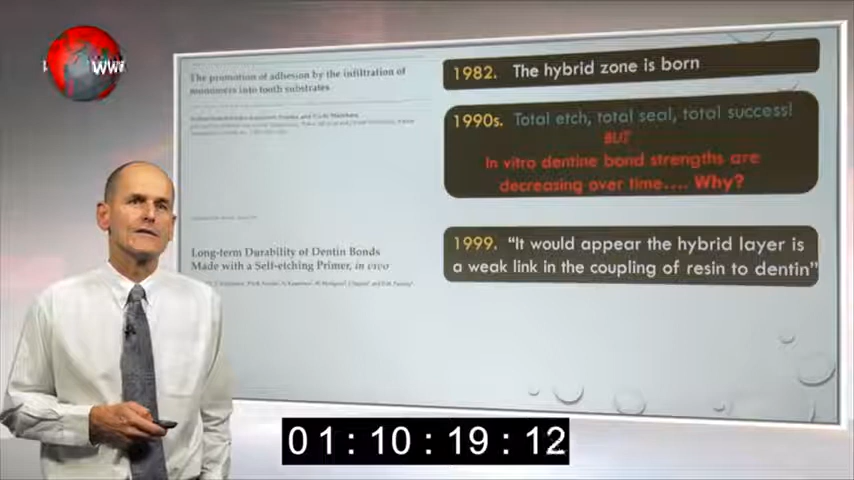 WW
The promotion of adhesion by the infiltration of
monomers into tooth substrates
Long-term Durability of Dentin Bonds
Made with a Self-etching Primer, in vivo
1982. The hybrid zone is born
1990s. Total etch, total seal, total success!
BUT
In vitro dentine bond strengths are
decreasing over time.... Why?
1999. "It would appear the hybrid layer is
a weak link in the coupling of resin to dentin"
01:10:19:12